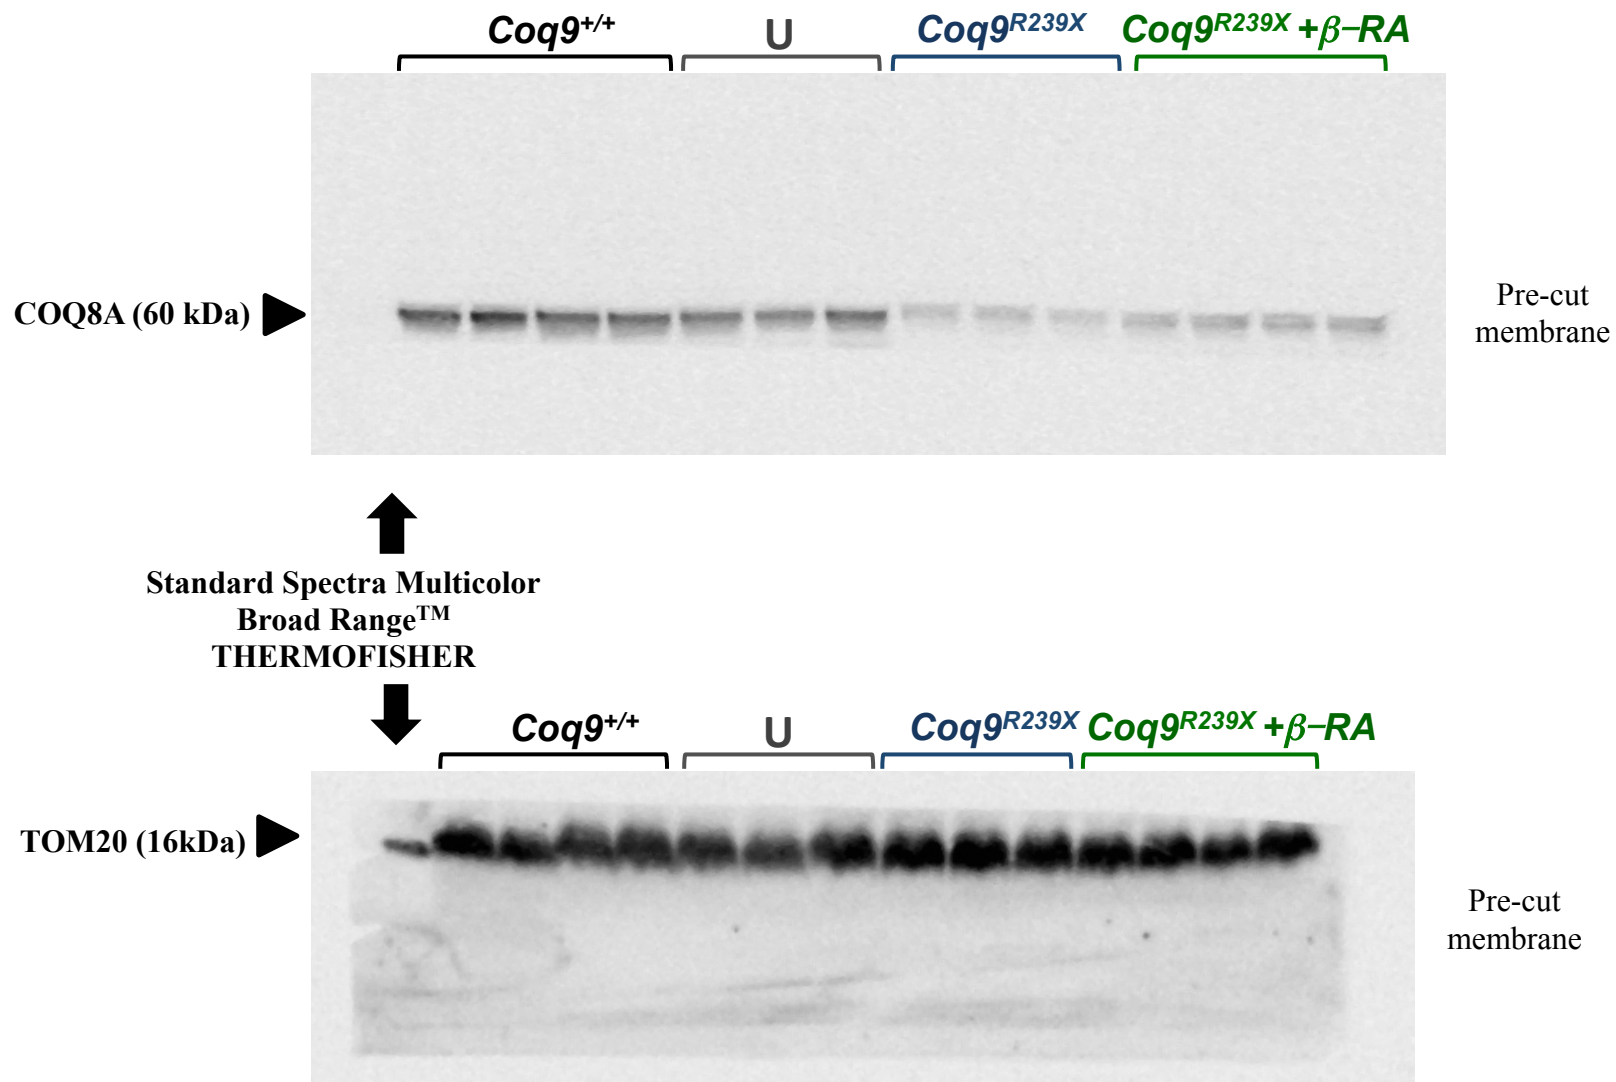 Coq9+/+ U Coq9R239X Coq9R239X +β–RA
COQ8A (60 kDa)
Pre-cut
membrane
Standard Spectra Multicolor
Broad RangeTM
THERMOFISHER
Coq9+/+ U Coq9R239X Coq9R239X +β–RA
TOM20 (16kDa)
Pre-cut
membrane